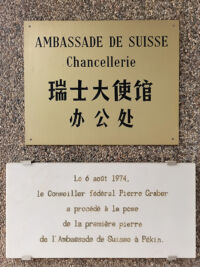 AMBASSADE DE SUISSE
Chancellerie
瑞士大使馆
办公处
Le 6 août 1974,
le Conseiller fédéral Pierre Graber
a procédé à la pose
de la première pierre
de l'Ambassade de Suisse à Pékin.